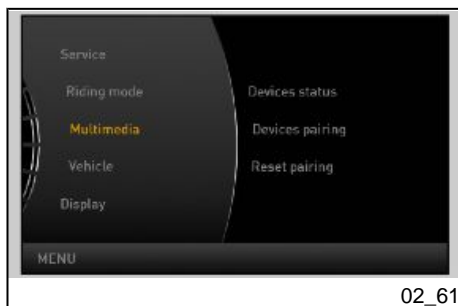 Service
Riding mode
Multimedia
Vehicle
Display
Devices status
Devices pairing
Reset pairing
MENU
02_61